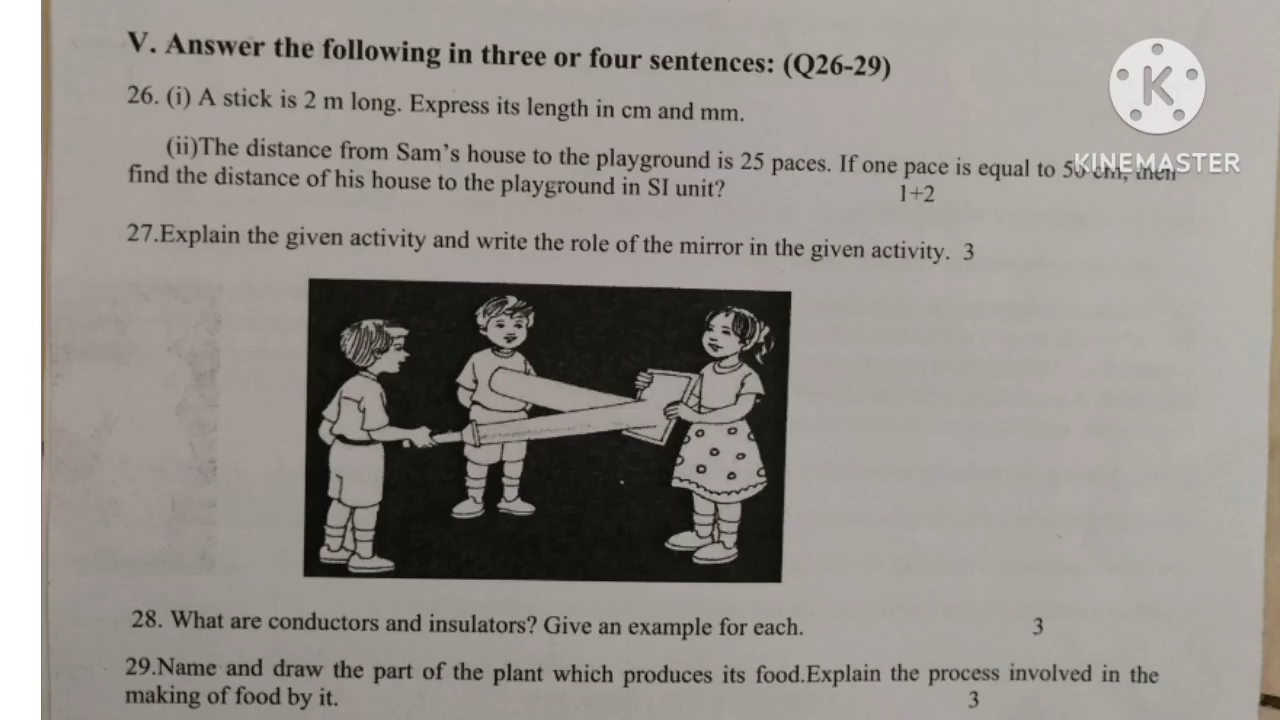 V. Answer the following in three or four sentences: (Q26-29)
K
26. (i) A stick is 2 m long. Express its length in cm and mm.
(ii)The distance from Sam's house to the playground is 25 paces. If one pace is equal to 50 cm, then
KINEMASTER
find the distance of his house to the playground in SI unit? 1+2
27.Explain the given activity and write the role of the mirror in the given activity. 3
28. What are conductors and insulators? Give an example for each. 3
29.Name and draw the part of the plant which produces its food.Explain the process involved in the
making of food by it. 3